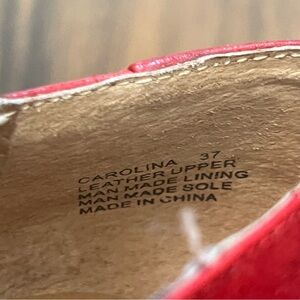 CAROLINA 37
LEATHER UPPER
MAN MADE LINING
MAN MADE SOLE
MADE IN CHINA